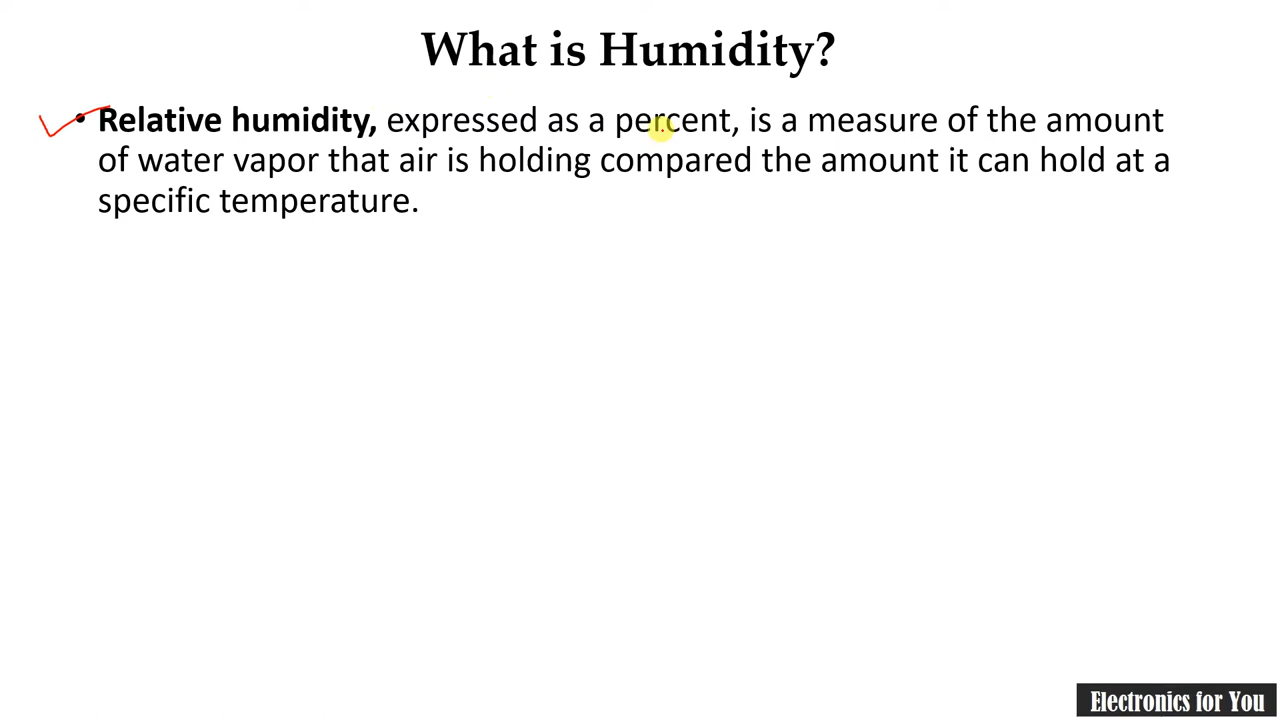 What is Humidity?
• Relative humidity, expressed as a percent, is a measure of the amount
of water vapor that air is holding compared the amount it can hold at a
specific temperature.
Electronics for You